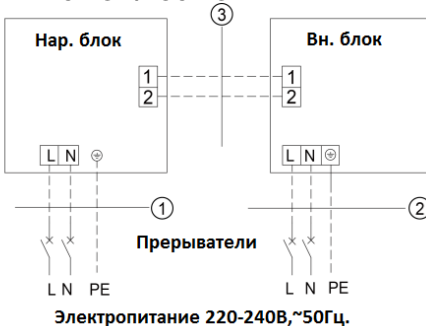 ③
Нар. блок Вн. блок
1 1
2 2
L N L N
① ②
Прерыватели
L N PE L N PE
Электропитание 220-240В,~50Гц.